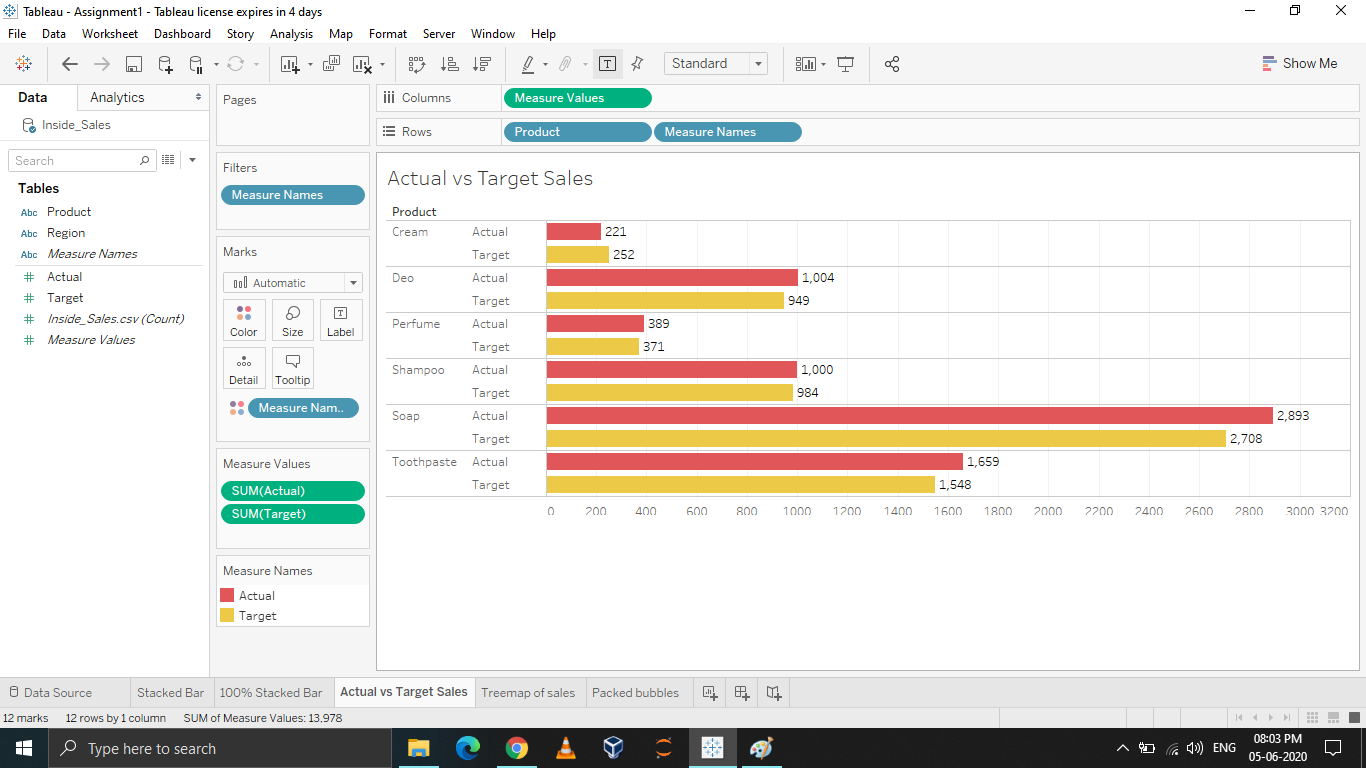 Tableau - Assignment1 - Tableau license expires in 4 days
File Data Worksheet Dashboard Story Analysis Map Format Server Window Help
Standard
Show Me
Data Analytics
Inside_Sales
Search
Tables
Abc Product
Abc Region
Abc Measure Names
Actual
Target
Inside_Sales.csv (Count)
Measure Values
Pages
Filters
Measure Names
Marks
Automatic
Color Size Label
Detail Tooltip
Measure Nam..
Measure Values
SUM(Actual)
SUM(Target)
Measure Names
Actual
Target
Columns Measure Values
Rows Product Measure Names
Actual vs Target Sales
Product
Cream Actual 221
Target 252
Deo Actual 1,004
Target 949
Perfume Actual 389
Target 371
Shampoo Actual 1,000
Target 984
Soap Actual 2,893
Target 2,708
Toothpaste Actual 1,659
Target 1,548
0 200 400 600 800 1000 1200 1400 1600 1800 2000 2200 2400 2600 2800 3000 3200
Data Source Stacked Bar 100% Stacked Bar Actual vs Target Sales Treemap of sales Packed bubbles
12 marks 12 rows by 1 column SUM of Measure Values: 13,978
Type here to search
ENG
08:03 PM
05-06-2020